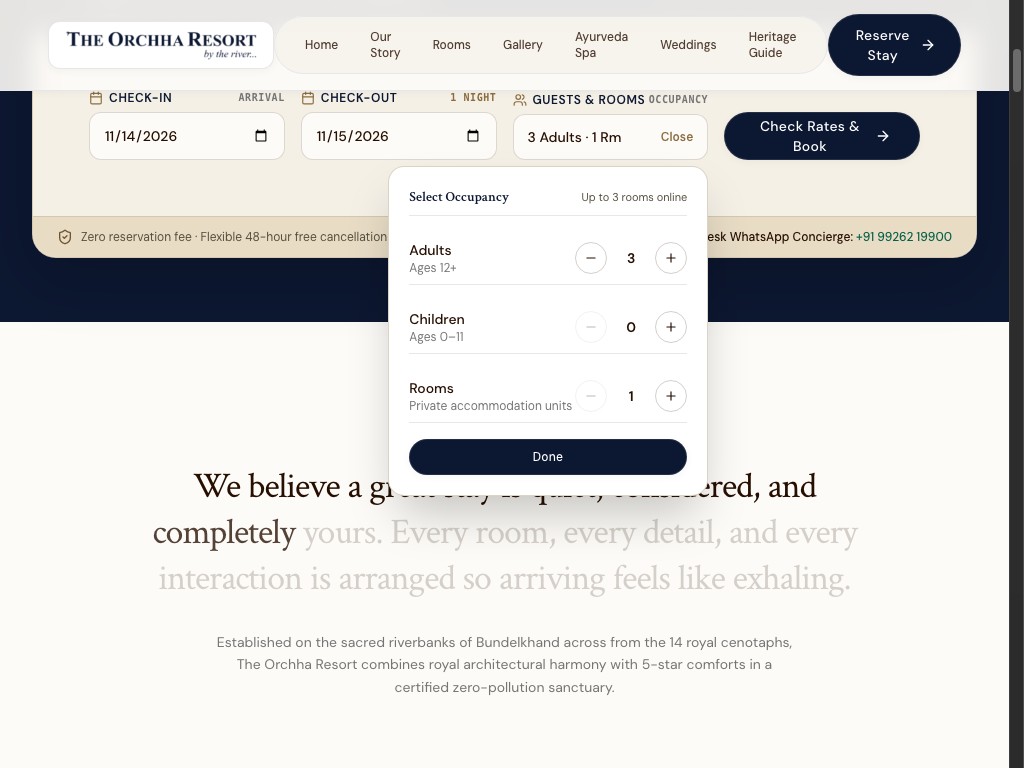 THE ORCHHA RESORT
by the river...
Home
Our Story
Rooms
Gallery
Ayurveda Spa
Weddings
Heritage Guide
Reserve Stay
CHECK-IN
ARRIVAL
CHECK-OUT
1 NIGHT
GUESTS & ROOMS
OCCUPANCY
11/14/2026
11/15/2026
3 Adults · 1 Rm
Close
Check Rates & Book
Select Occupancy
Up to 3 rooms online
Zero reservation fee · Flexible 48-hour free cancellation
WhatsApp Concierge: +91 99262 19900
Adults
Ages 12+
3
Children
Ages 0–11
0
Rooms
Private accommodation units
1
Done
We believe a great stay is quiet, considered, and
completely yours. Every room, every detail, and every
interaction is arranged so arriving feels like exhaling.
Established on the sacred riverbanks of Bundelkhand across from the 14 royal cenotaphs,
The Orchha Resort combines royal architectural harmony with 5-star comforts in a
certified zero-pollution sanctuary.